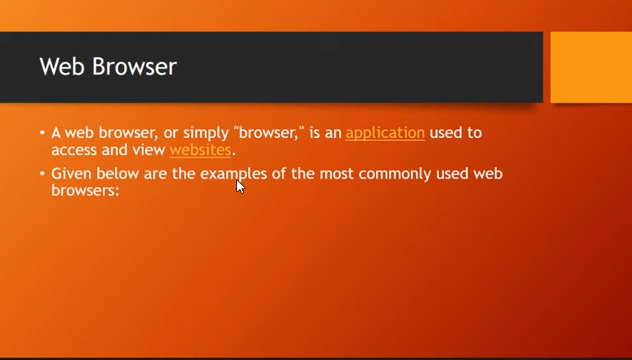 Web Browser
• A web browser, or simply "browser," is an application used to
access and view websites.
• Given below are the examples of the most commonly used web
browsers: